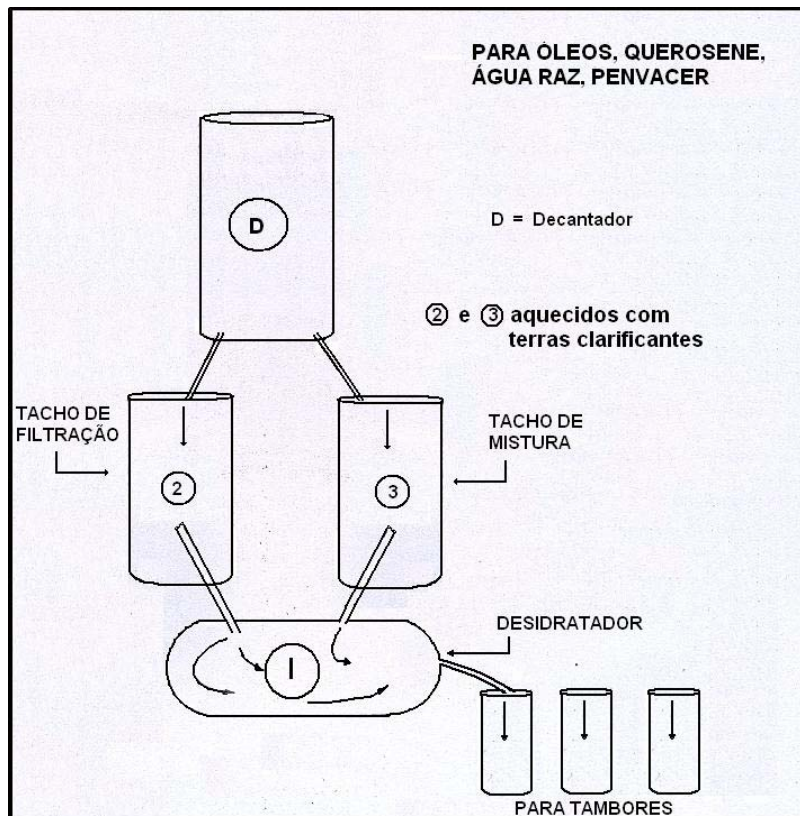 PARA ÓLEOS, QUEROSENE,
ÁGUA RAZ, PENVACER
D
D = Decantador
2 e 3 aquecidos com
terras clarificantes
TACHO DE
FILTRAÇÃO
TACHO DE
MISTURA
2
3
DESIDRATADOR
I
PARA TAMBORES